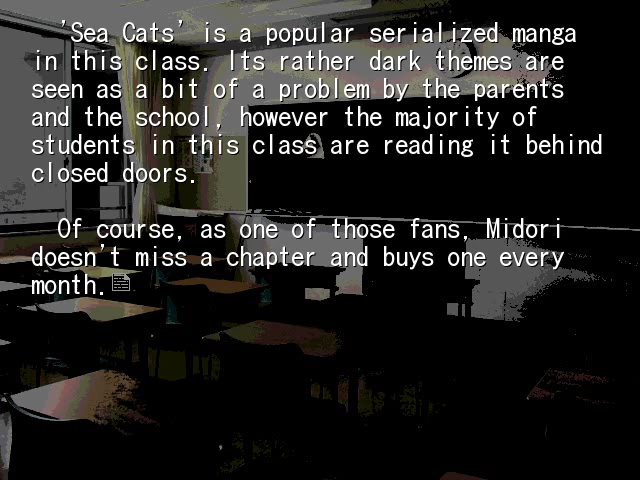 'Sea Cats' is a popular serialized manga
in this class. Its rather dark themes are
seen as a bit of a problem by the parents
and the school, however the majority of
students in this class are reading it behind
closed doors.
Of course, as one of those fans, Midori
doesn't miss a chapter and buys one every
month.